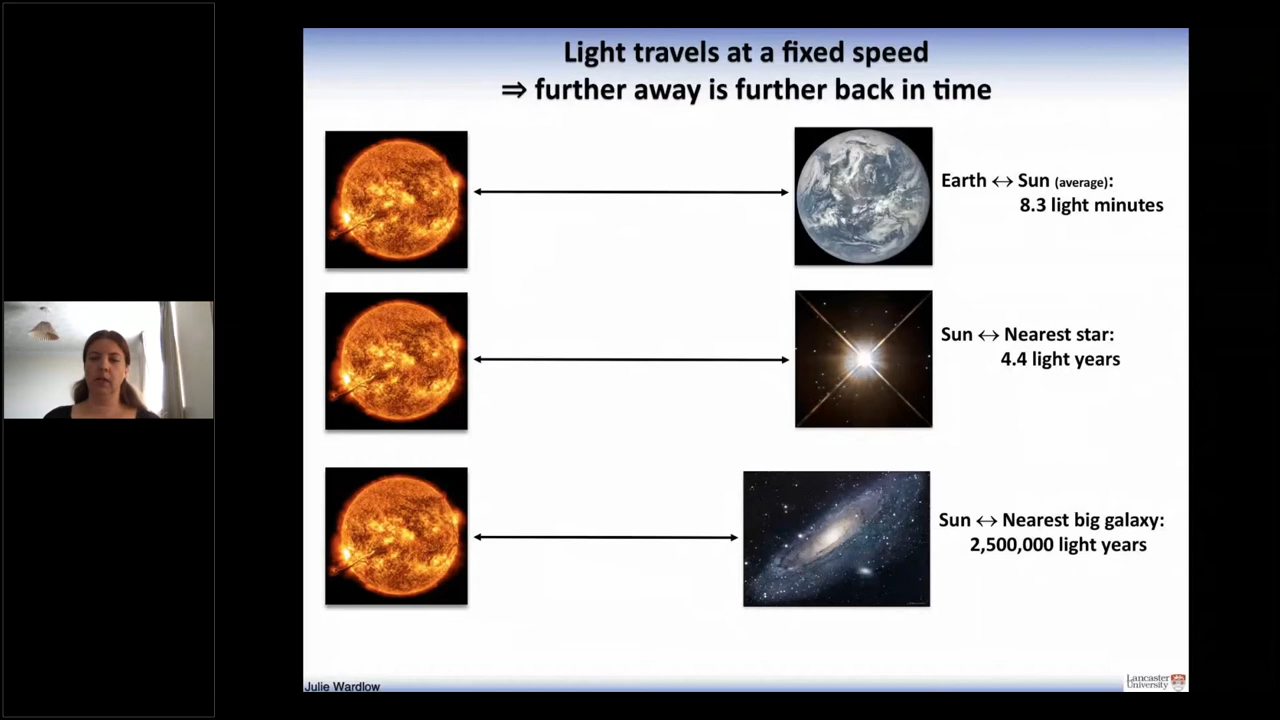 Light travels at a fixed speed
⇒ further away is further back in time
Earth ↔ Sun (average):
8.3 light minutes
Sun ↔ Nearest star:
4.4 light years
Sun ↔ Nearest big galaxy:
2,500,000 light years
Julie Wardlow
Lancaster
University